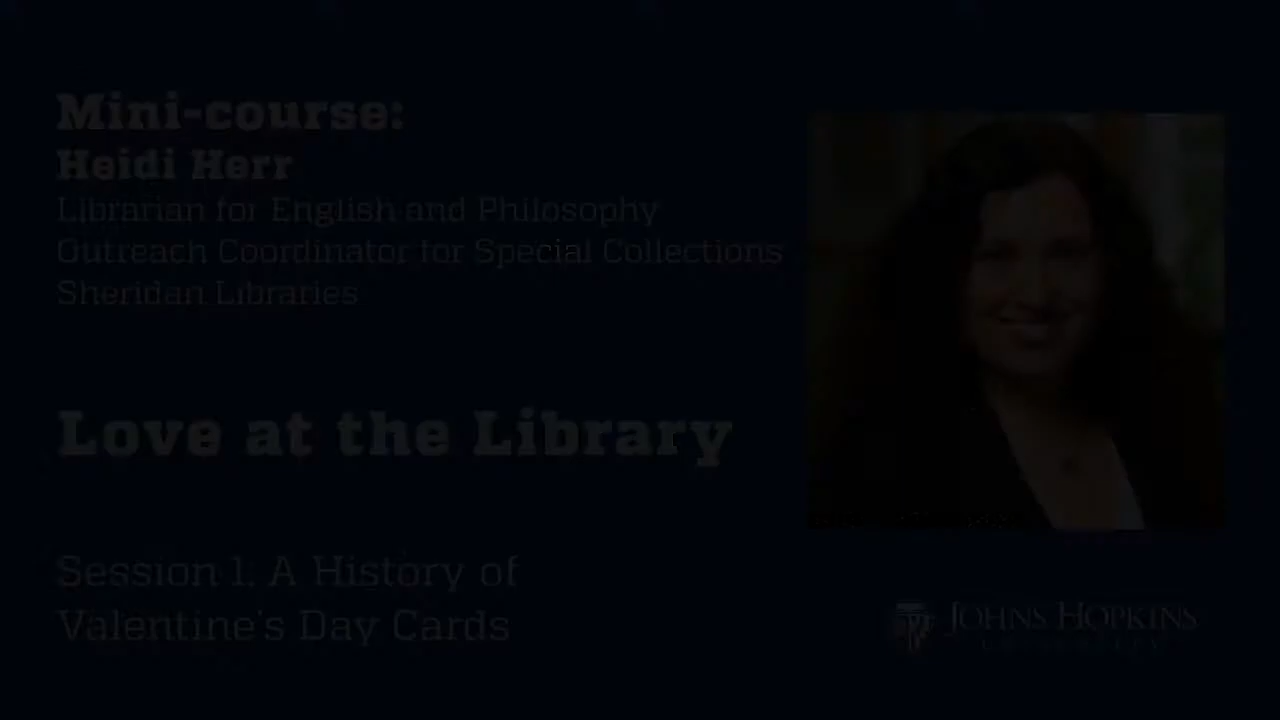 Mini-course:
Heidi Herr
Librarian for English and Philosophy
Outreach Coordinator for Special Collections
Sheridan Libraries
Love at the Library
Session 1: A History of
Valentine's Day Cards
JOHNS HOPKINS
UNIVERSITY